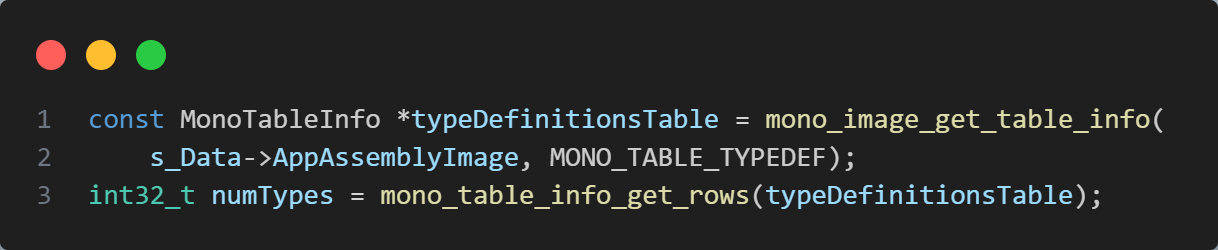 1 const MonoTableInfo *typeDefinitionsTable = mono_image_get_table_info(
2     s_Data->AppAssemblyImage, MONO_TABLE_TYPEDEF);
3 int32_t numTypes = mono_table_info_get_rows(typeDefinitionsTable);